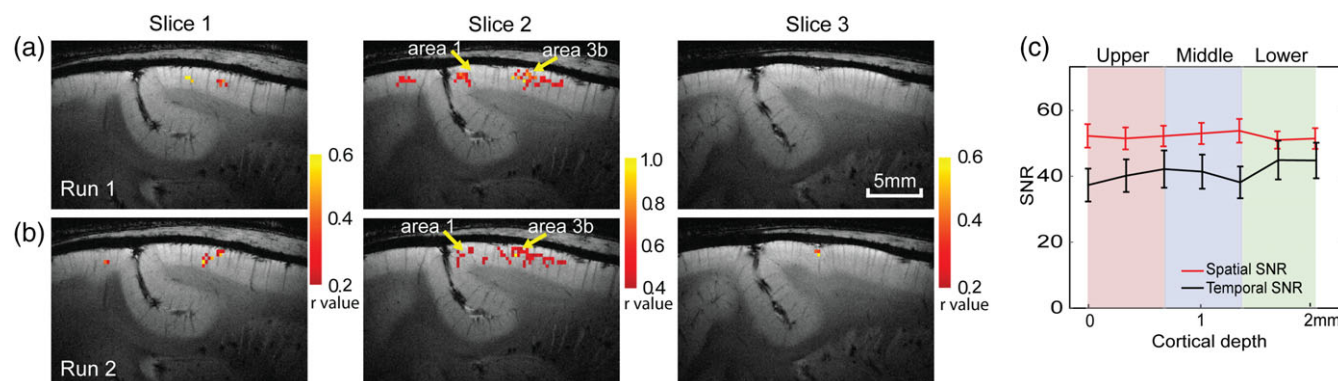 Slice 1
Slice 2
Slice 3
(a)
area 1
area 3b
Run 1
0.6
0.4
0.2
r value
1.0
0.8
0.6
0.4
r value
5mm
0.6
0.4
0.2
r value
(b)
area 1
area 3b
Run 2
(c)
Upper
Middle
Lower
60
40
20
0
SNR
Spatial SNR
Temporal SNR
0
1
2mm
Cortical depth